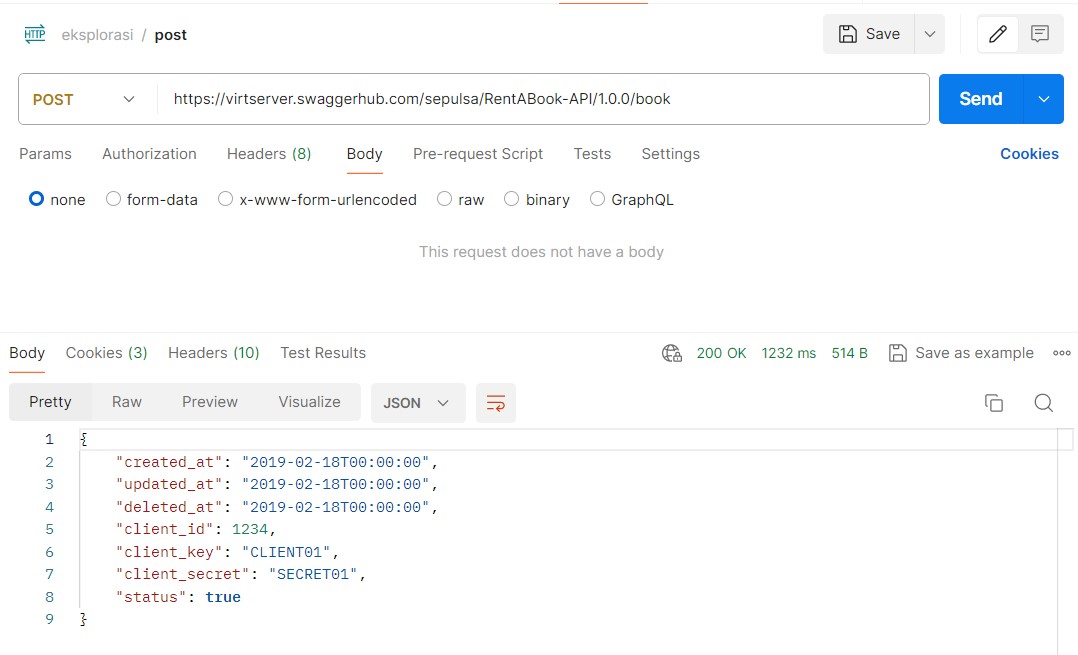 HTTP eksplorasi / post Save
POST https://virtserver.swaggerhub.com/sepulsa/RentABook-API/1.0.0/book Send
Params Authorization Headers (8) Body Pre-request Script Tests Settings Cookies
none form-data x-www-form-urlencoded raw binary GraphQL
This request does not have a body
Body Cookies (3) Headers (10) Test Results 200 OK 1232 ms 514 B Save as example
Pretty Raw Preview Visualize JSON
1 {
2 "created_at": "2019-02-18T00:00:00",
3 "updated_at": "2019-02-18T00:00:00",
4 "deleted_at": "2019-02-18T00:00:00",
5 "client_id": 1234,
6 "client_key": "CLIENT01",
7 "client_secret": "SECRET01",
8 "status": true
9 }